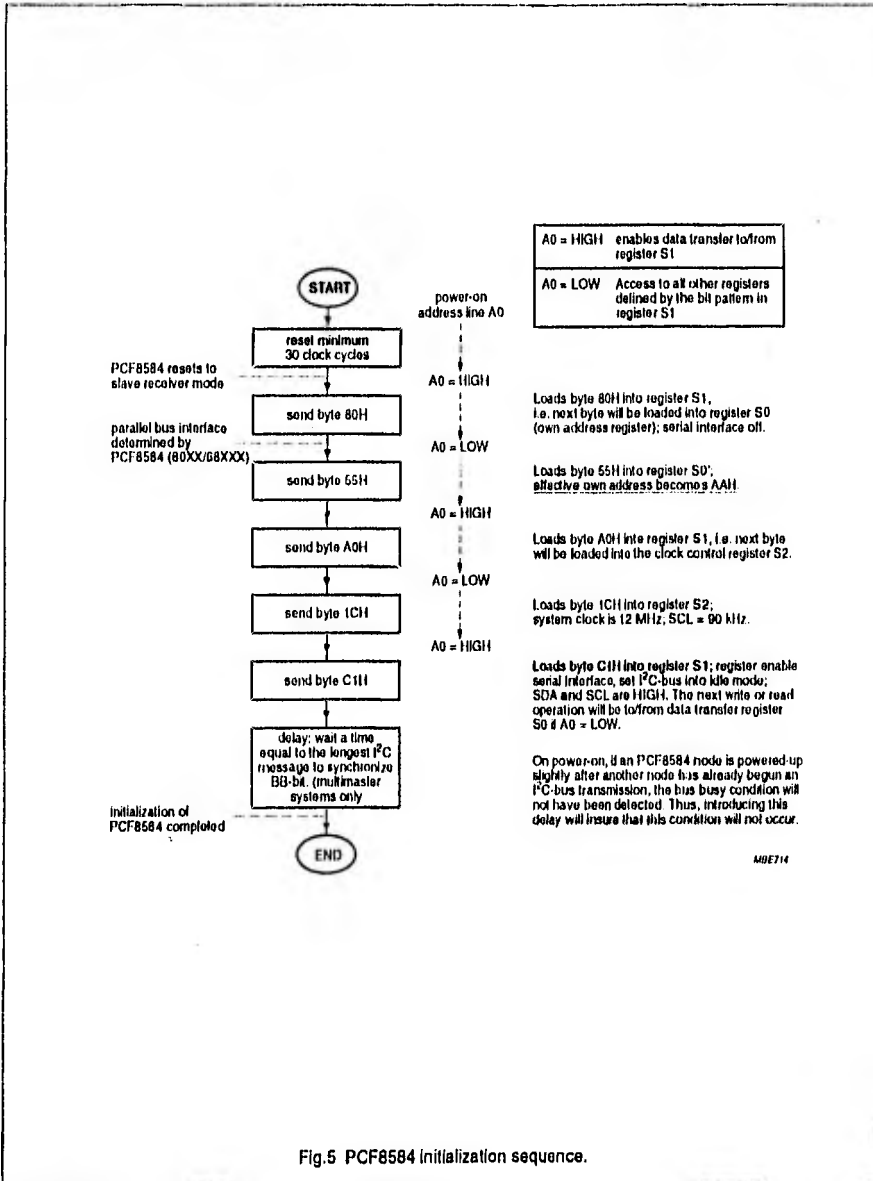 A0 = HIGH enables data transfer to/from
register S1
A0 = LOW Access to all other registers
defined by the bit pattern in
register S1
START
power-on
address line A0
reset minimum
30 clock cycles
PCF8584 resets to
slave receiver mode
A0 = HIGH
send byte 80H
Loads byte 80H into register S1,
i.e. next byte will be loaded into register S0
(own address register); serial interface off.
parallel bus interface
determined by
PCF8584 (80XX/68XXX)
A0 = LOW
send byte 55H
Loads byte 55H into register S0';
effective own address becomes AAH.
A0 = HIGH
send byte A0H
Loads byte A0H into register S1, i.e. next byte
will be loaded into the clock control register S2.
A0 = LOW
send byte 1CH
Loads byte 1CH into register S2;
system clock is 12 MHz; SCL = 90 kHz.
A0 = HIGH
send byte C1H
Loads byte C1H into register S1; register enable
serial interface, set I²C-bus into idle mode;
SDA and SCL are HIGH. The next write or read
operation will be to/from data transfer register
S0 if A0 = LOW.
delay: wait a time
equal to the longest I²C
message to synchronize
BB-bit. (multimaster
systems only
On power-on, if an PCF8584 node is powered-up
slightly after another node has already begun an
I²C-bus transmission, the bus busy condition will
not have been detected. Thus, introducing this
delay will insure that this condition will not occur.
initialization of
PCF8584 completed
END
MBE714
Fig.5 PCF8584 initialization sequence.